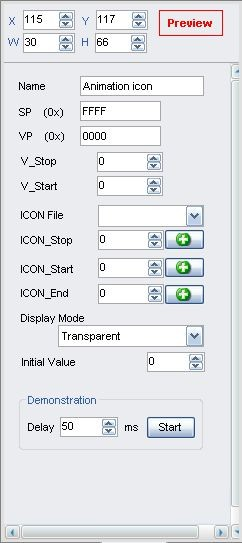 X 115 Y 117 Preview
W 30 H 66
Name Animation icon
SP (0x) FFFF
VP (0x) 0000
V_Stop 0
V_Start 0
ICON File
ICON_Stop 0
ICON_Start 0
ICON_End 0
Display Mode
Transparent
Initial Value 0
Demonstration
Delay 50 ms Start